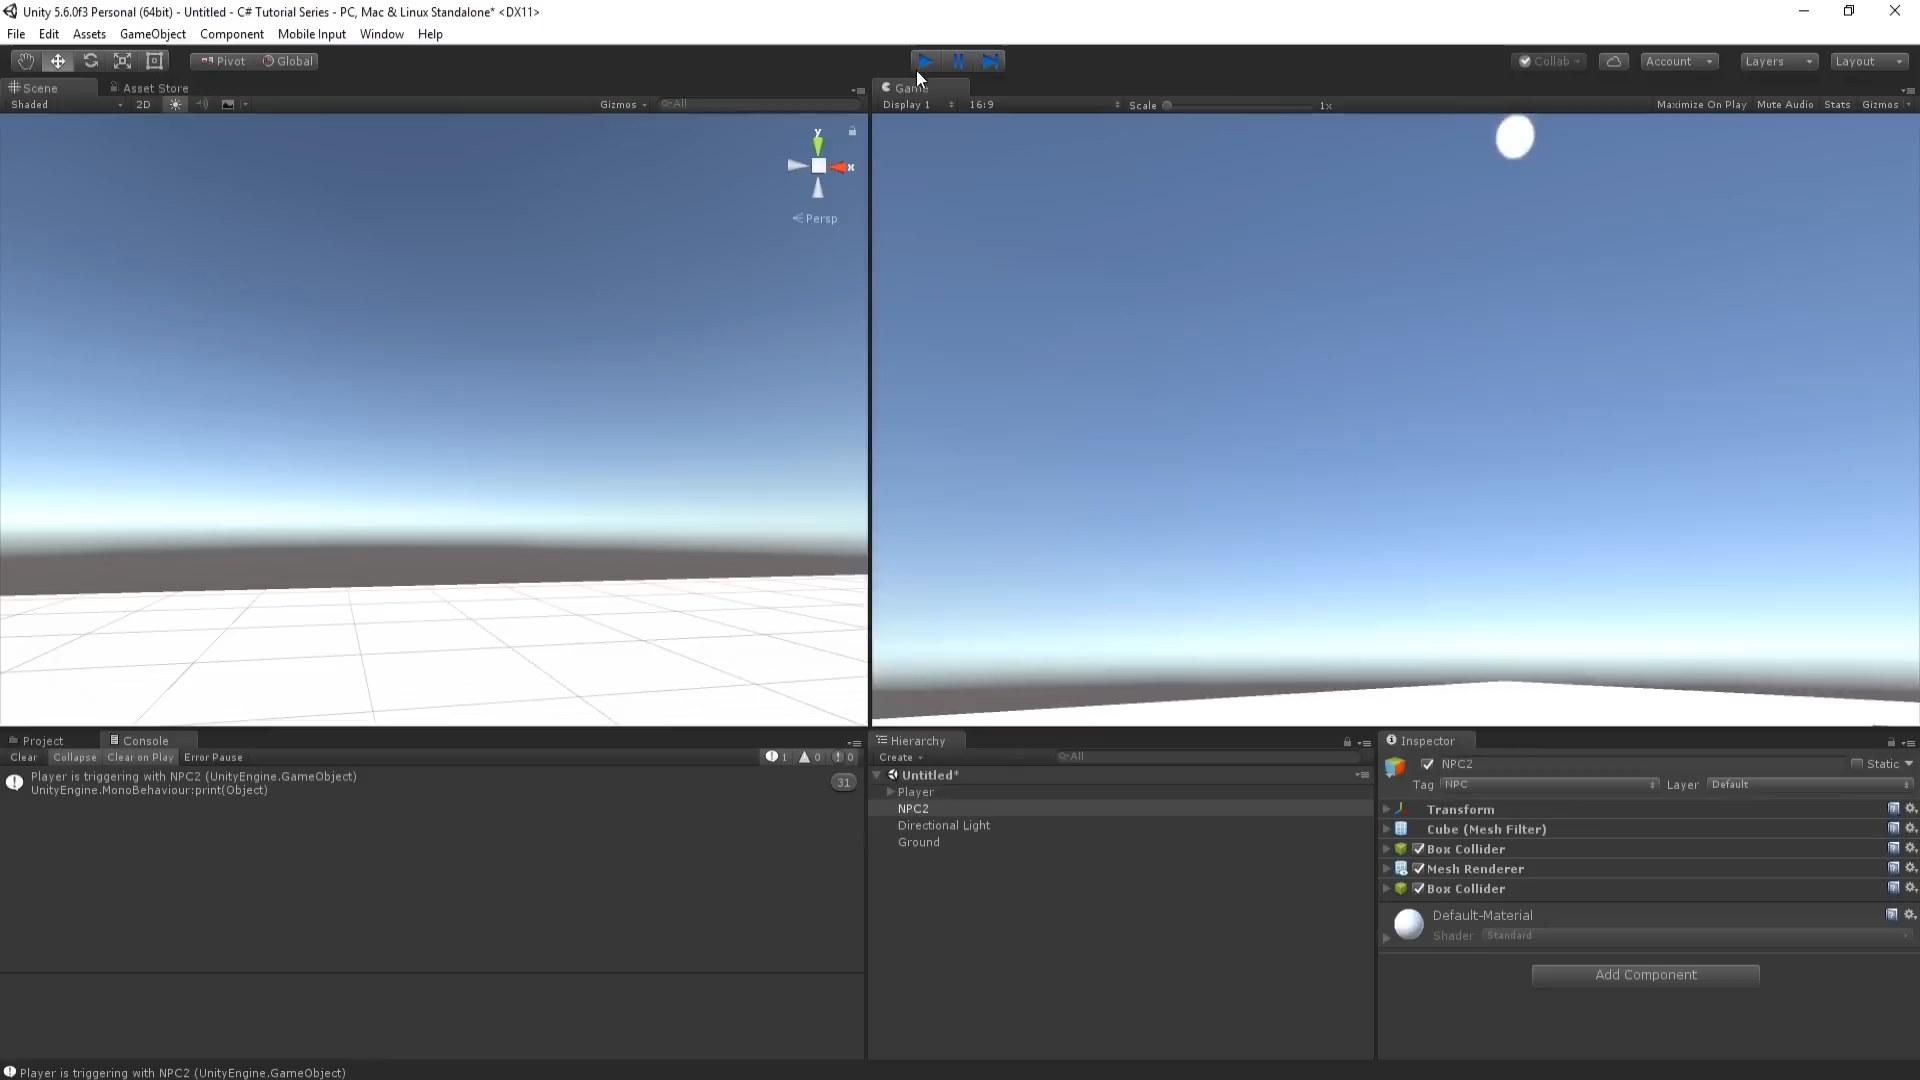 Unity 5.6.0f3 Personal (64bit) - Untitled - C# Tutorial Series - PC, Mac & Linux Standalone* <DX11>
File Edit Assets GameObject Component Mobile Input Window Help
Pivot Global Collab Account Layers Layout
Scene Asset Store Game
Shaded 2D Gizmos All Display 1 16:9 Scale 1x Maximize On Play Mute Audio Stats Gizmos
y
x
Persp
Project Console Hierarchy Inspector
Clear Collapse Clear on Play Error Pause 1 0 0 Create All
Player is triggering with NPC2 (UnityEngine.GameObject)
UnityEngine.MonoBehaviour:print(Object)
31
Untitled*
Player
NPC2
Directional Light
Ground
NPC2 Static
Tag NPC Layer Default
Transform
Cube (Mesh Filter)
Box Collider
Mesh Renderer
Box Collider
Default-Material
Shader Standard
Add Component
Player is triggering with NPC2 (UnityEngine.GameObject)